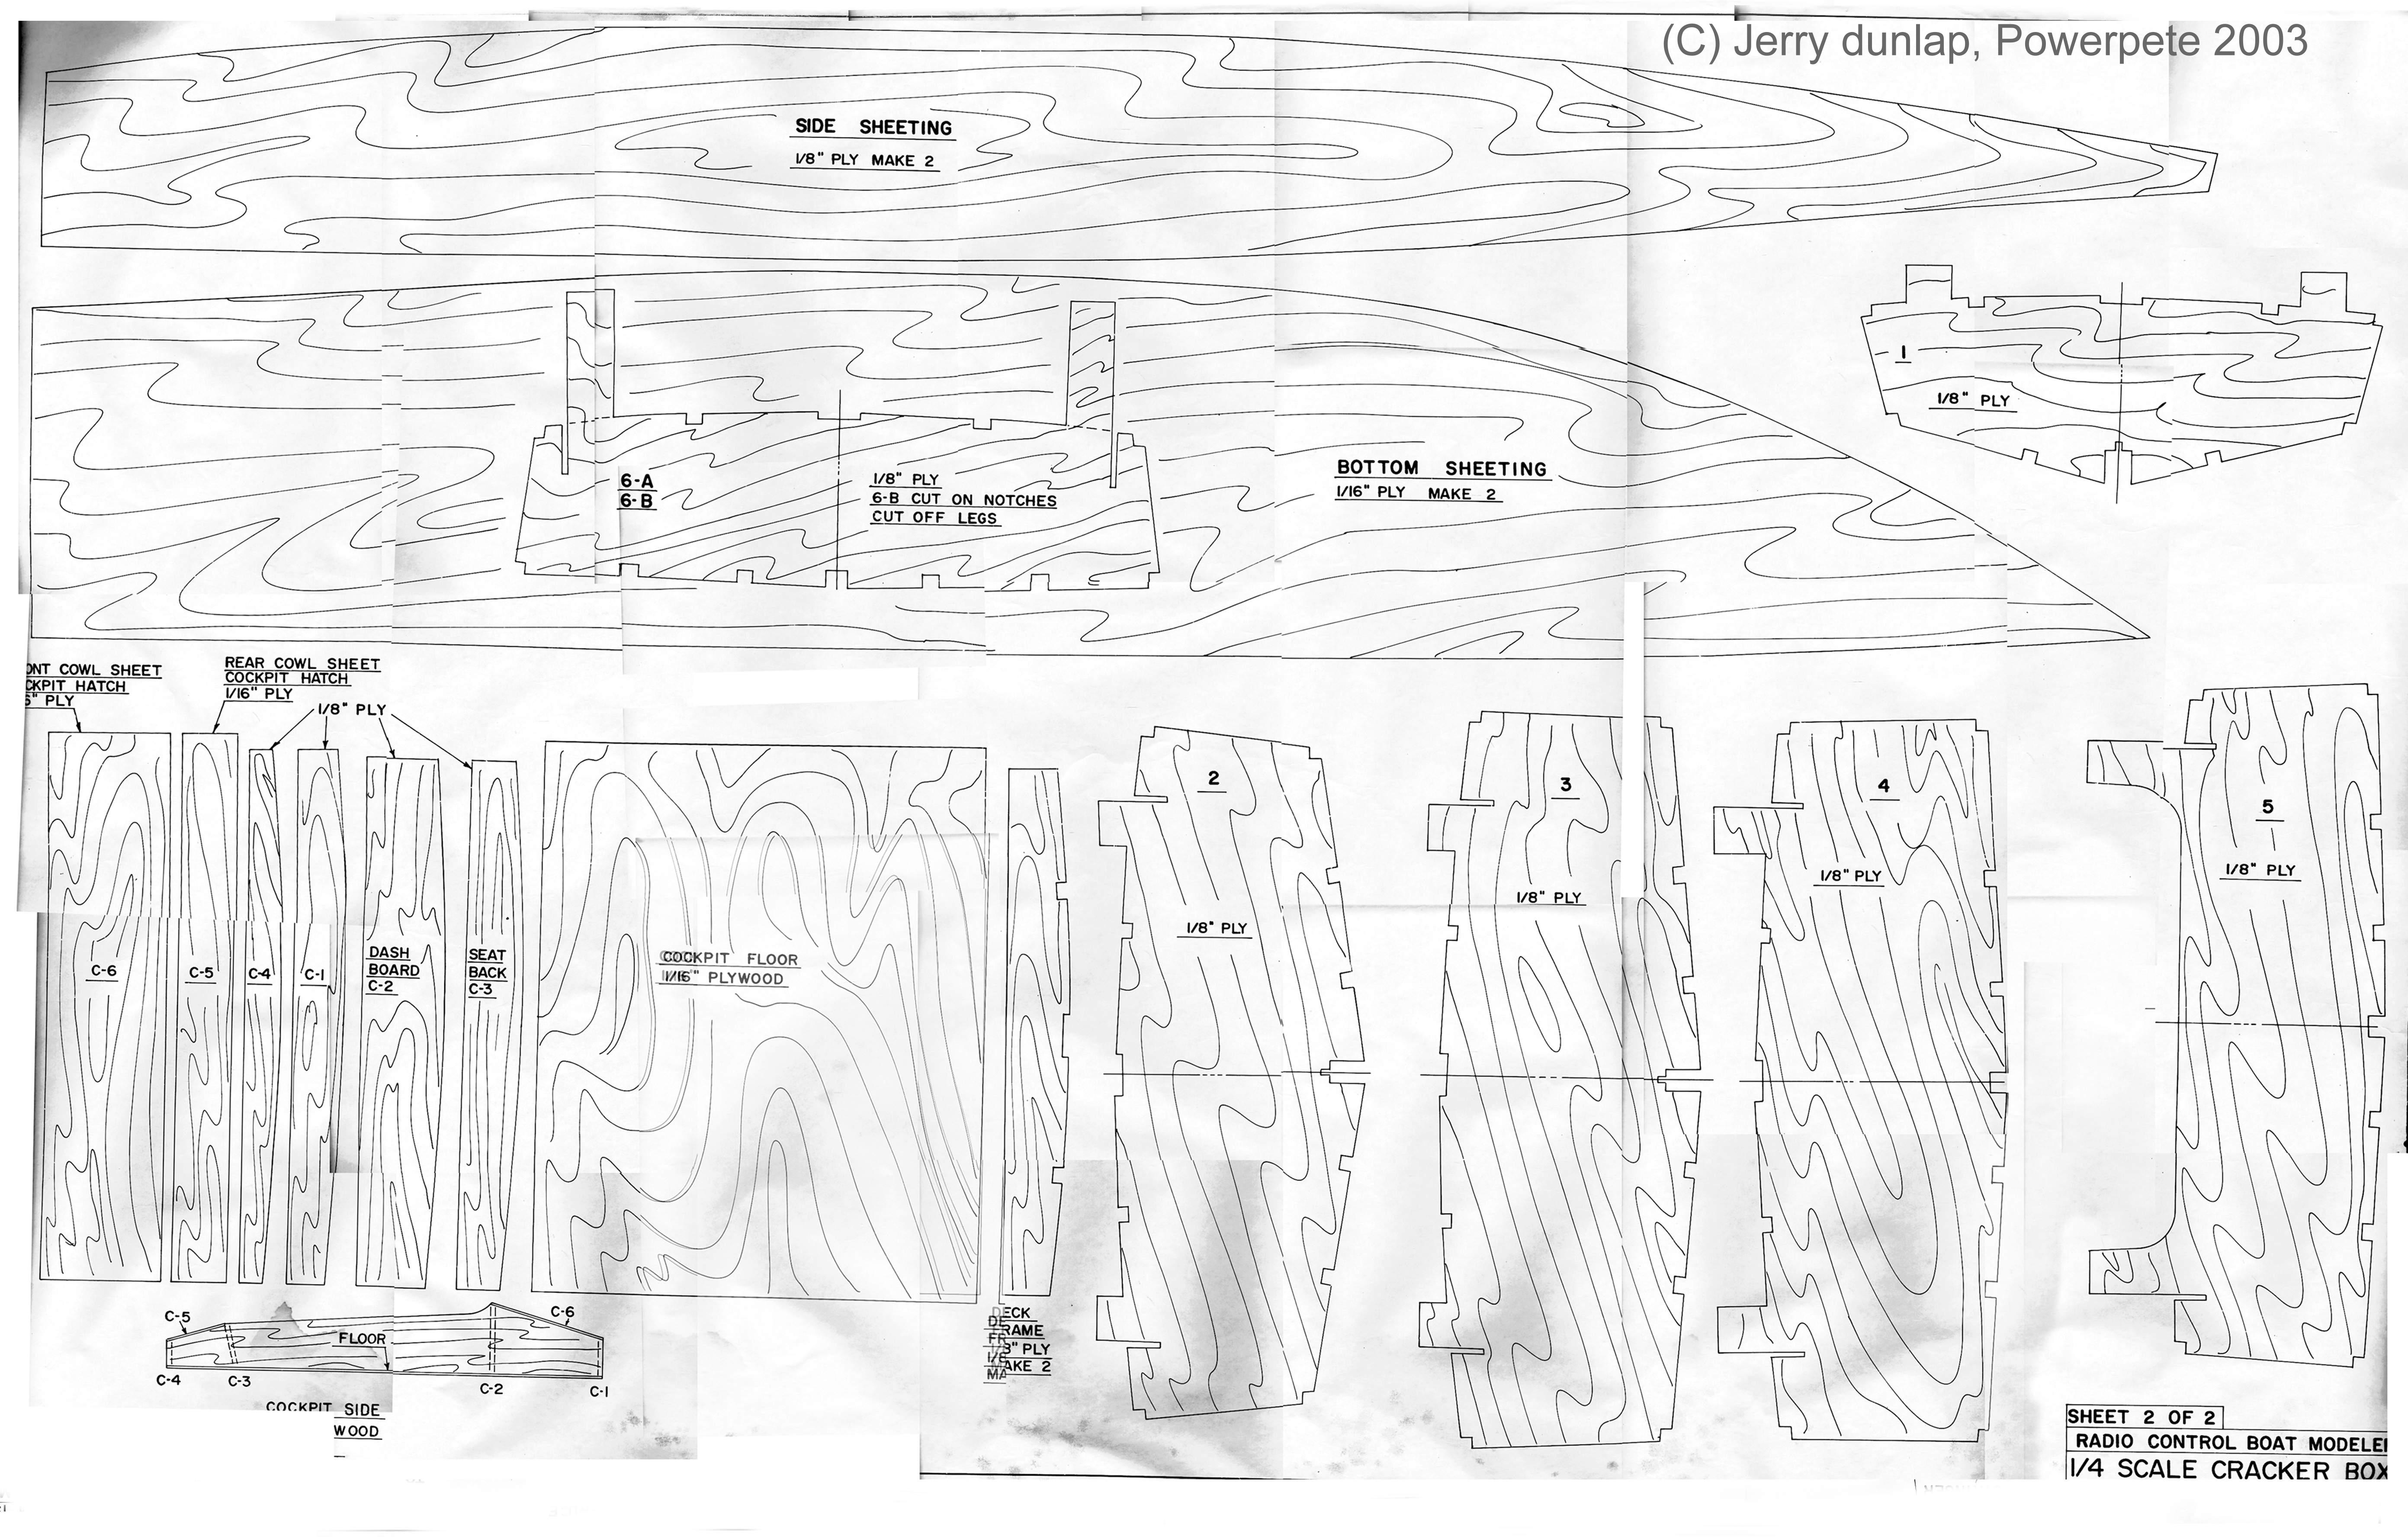 (C) Jerry dunlap, Powerpete 2003
SIDE SHEETING
1/8" PLY MAKE 2
1
1/8" PLY
6-A
6-B
1/8" PLY
6-B CUT ON NOTCHES
CUT OFF LEGS
BOTTOM SHEETING
1/16" PLY MAKE 2
COWL SHEET
HATCH
PLY
REAR COWL SHEET
COCKPIT HATCH
1/16" PLY
1/8" PLY
C-6
C-5
C-4
C-1
DASH
BOARD
C-2
SEAT
BACK
C-3
COCKPIT FLOOR
1/16" PLYWOOD
2
1/8" PLY
3
1/8" PLY
4
1/8" PLY
5
1/8" PLY
C-5
C-6
FLOOR
C-4
C-3
C-2
C-1
COCKPIT SIDE
WOOD
DECK
FRAME
1/8" PLY
MAKE 2
SHEET 2 OF 2
RADIO CONTROL BOAT MODELE
1/4 SCALE CRACKER BOX